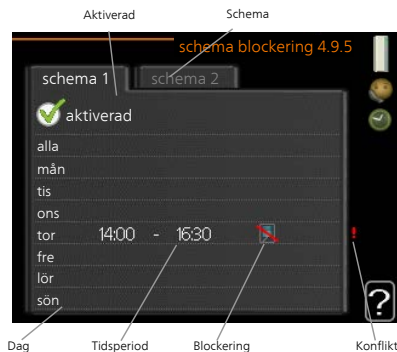 Aktiverad Schema
schema blockering 4.9.5
schema 1 schema 2
aktiverad
alla
mån
tis
ons
tor 14:00 - 16:30 !
fre
lör
sön
?
Dag Tidsperiod Blockering Konflikt